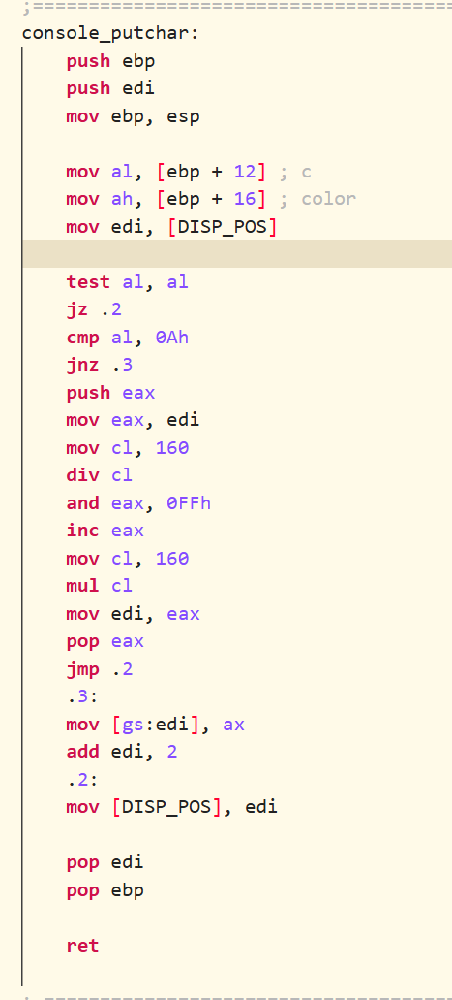 ;=====================================
console_putchar:
push ebp
push edi
mov ebp, esp
mov al, [ebp + 12] ; c
mov ah, [ebp + 16] ; color
mov edi, [DISP_POS]
test al, al
jz .2
cmp al, 0Ah
jnz .3
push eax
mov eax, edi
mov cl, 160
div cl
and eax, 0FFh
inc eax
mov cl, 160
mul cl
mov edi, eax
pop eax
jmp .2
.3:
mov [gs:edi], ax
add edi, 2
.2:
mov [DISP_POS], edi
pop edi
pop ebp
ret
; ====================================